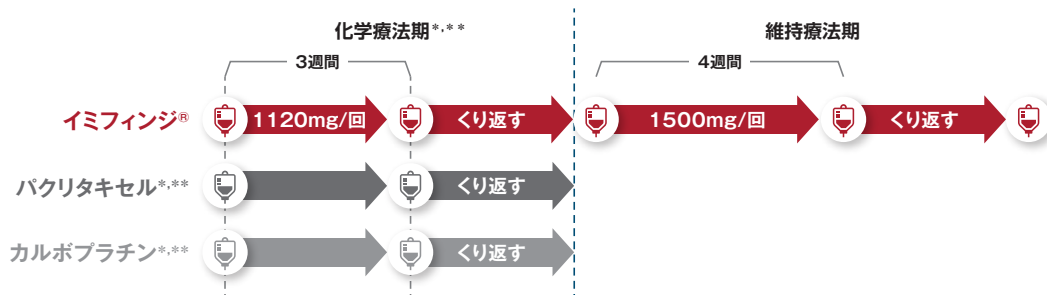 化学療法期*,** 維持療法期
3週間 4週間
イミフィンジ® 1120mg/回 くり返す 1500mg/回 くり返す
パクリタキセル*,** くり返す
カルボプラチン*,** くり返す